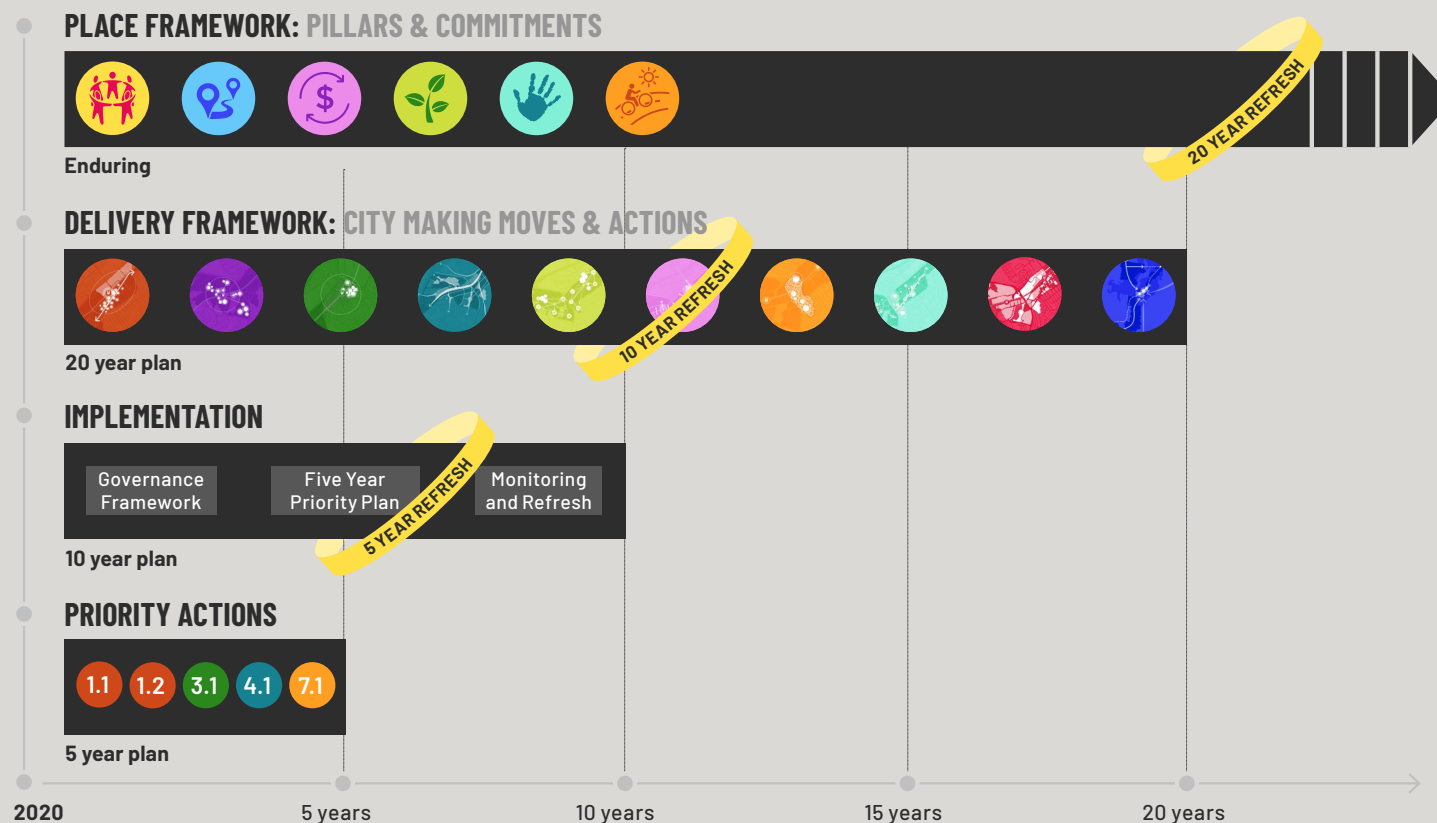 PLACE FRAMEWORK: PILLARS & COMMITMENTS
$
20 YEAR REFRESH
Enduring
DELIVERY FRAMEWORK: CITY MAKING MOVES & ACTIONS
10 YEAR REFRESH
20 year plan
IMPLEMENTATION
Governance
Framework
Five Year
Priority Plan
Monitoring
and Refresh
5 YEAR REFRESH
10 year plan
PRIORITY ACTIONS
1.1 1.2 3.1 4.1 7.1
5 year plan
2020 5 years 10 years 15 years 20 years